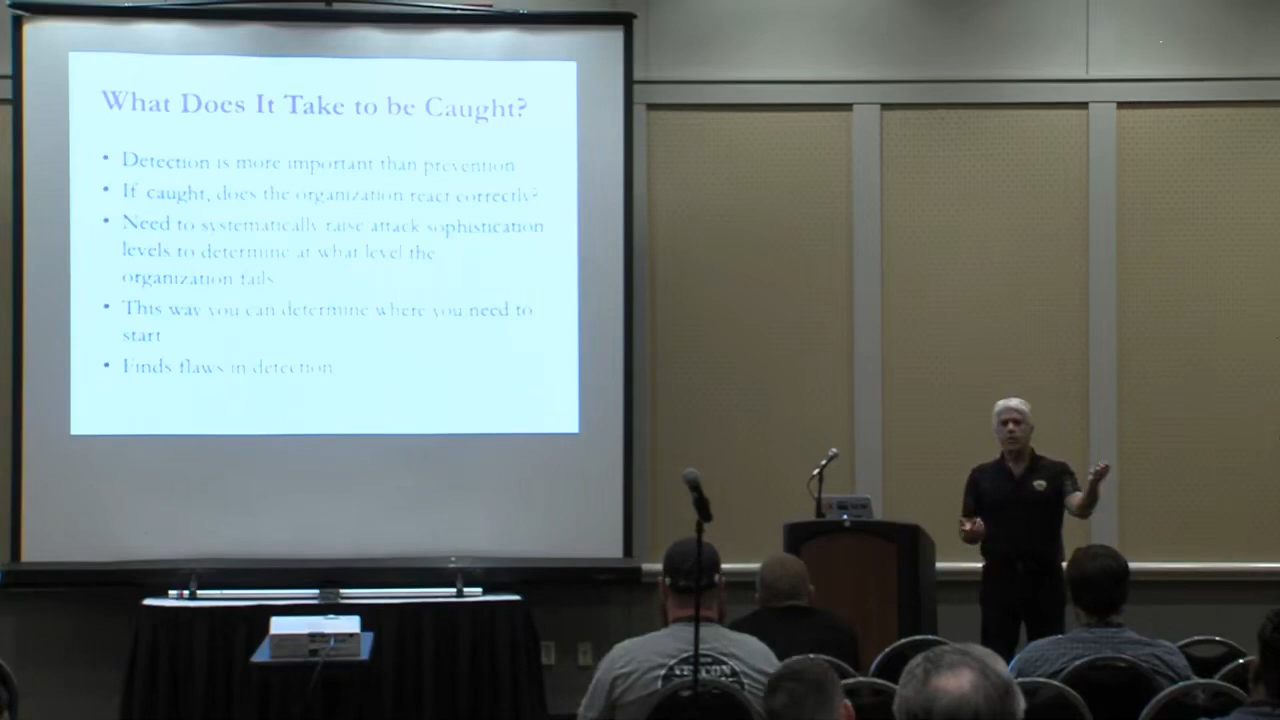 What Does It Take to be Caught?
• Detection is more important than prevention
• If caught, does the organization react correctly?
• Need to systematically raise attack sophistication
levels to determine at what level the
organization fails
• This way you can determine where you need to
start
• Finds flaws in detection